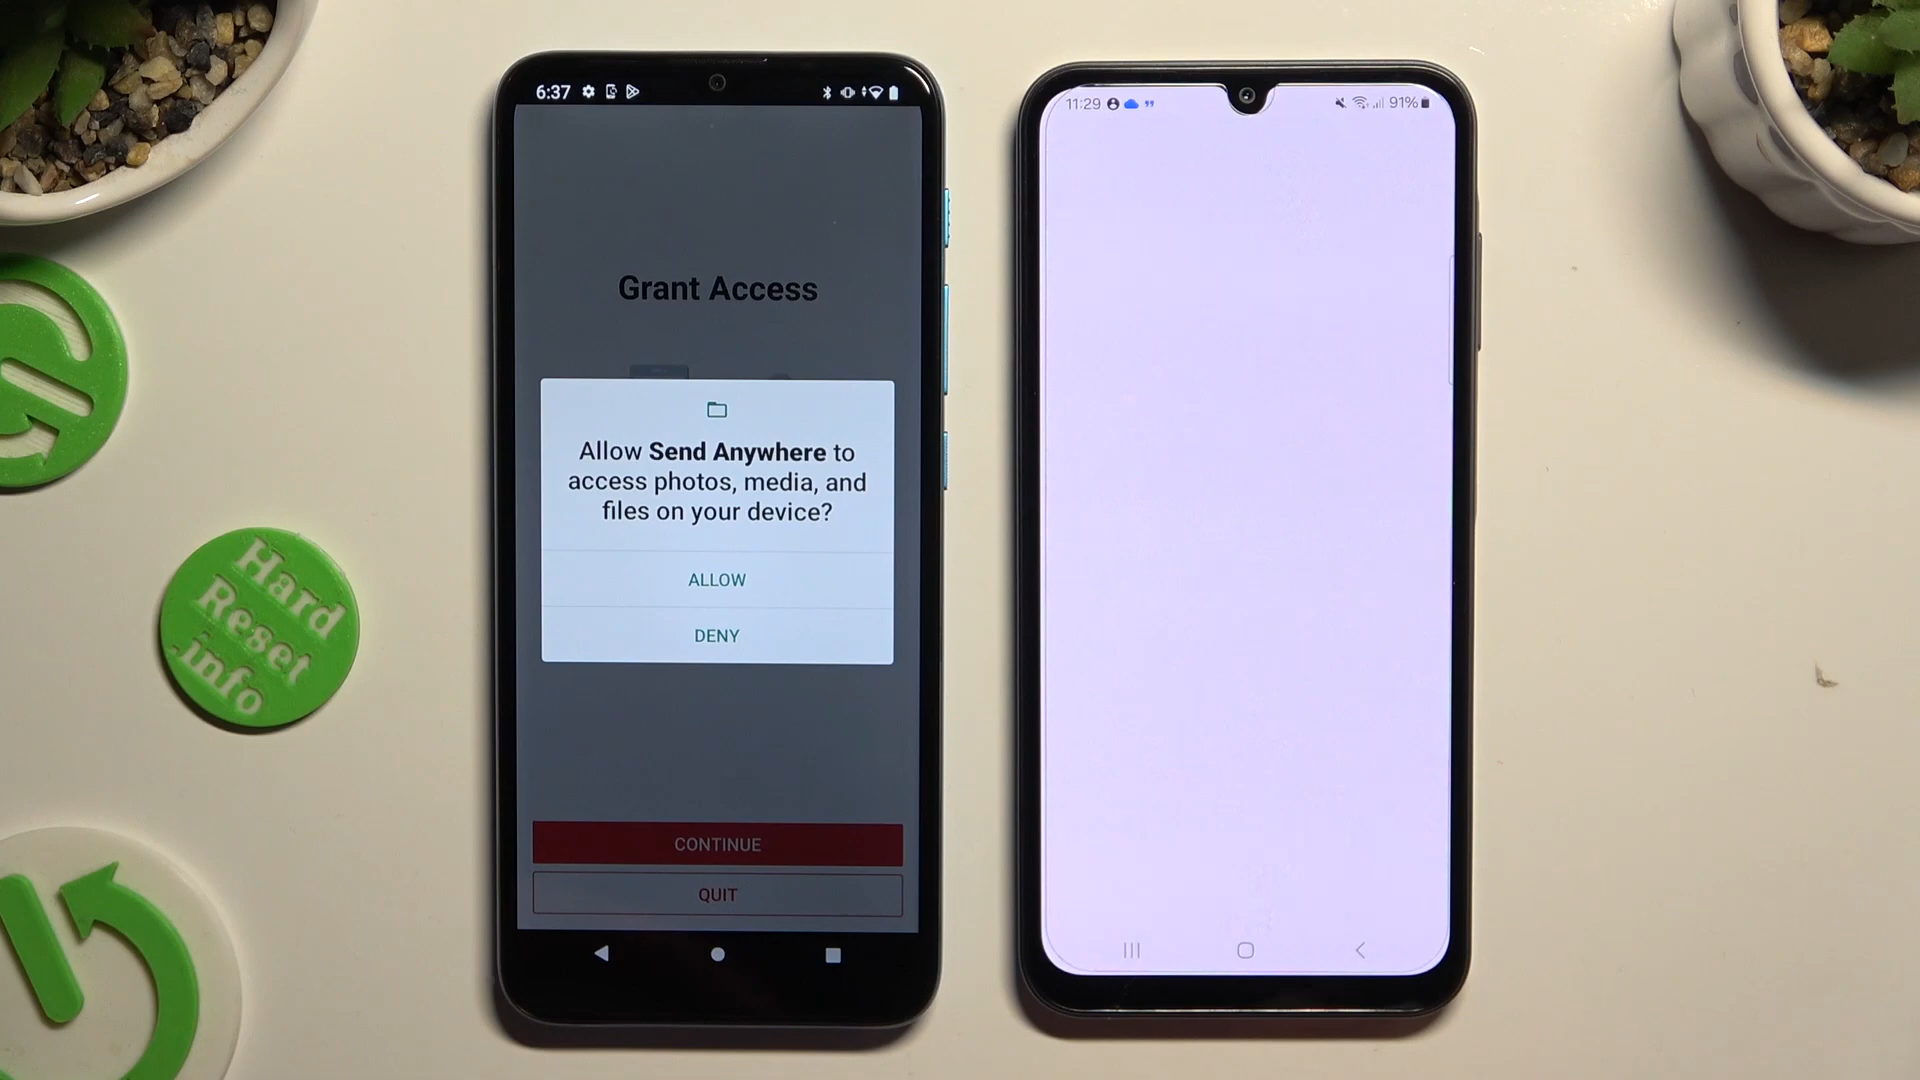 6:37
Grant Access
Allow Send Anywhere to
access photos, media, and
files on your device?
ALLOW
DENY
CONTINUE
QUIT
11:29
91%
Hard
Reset
.info